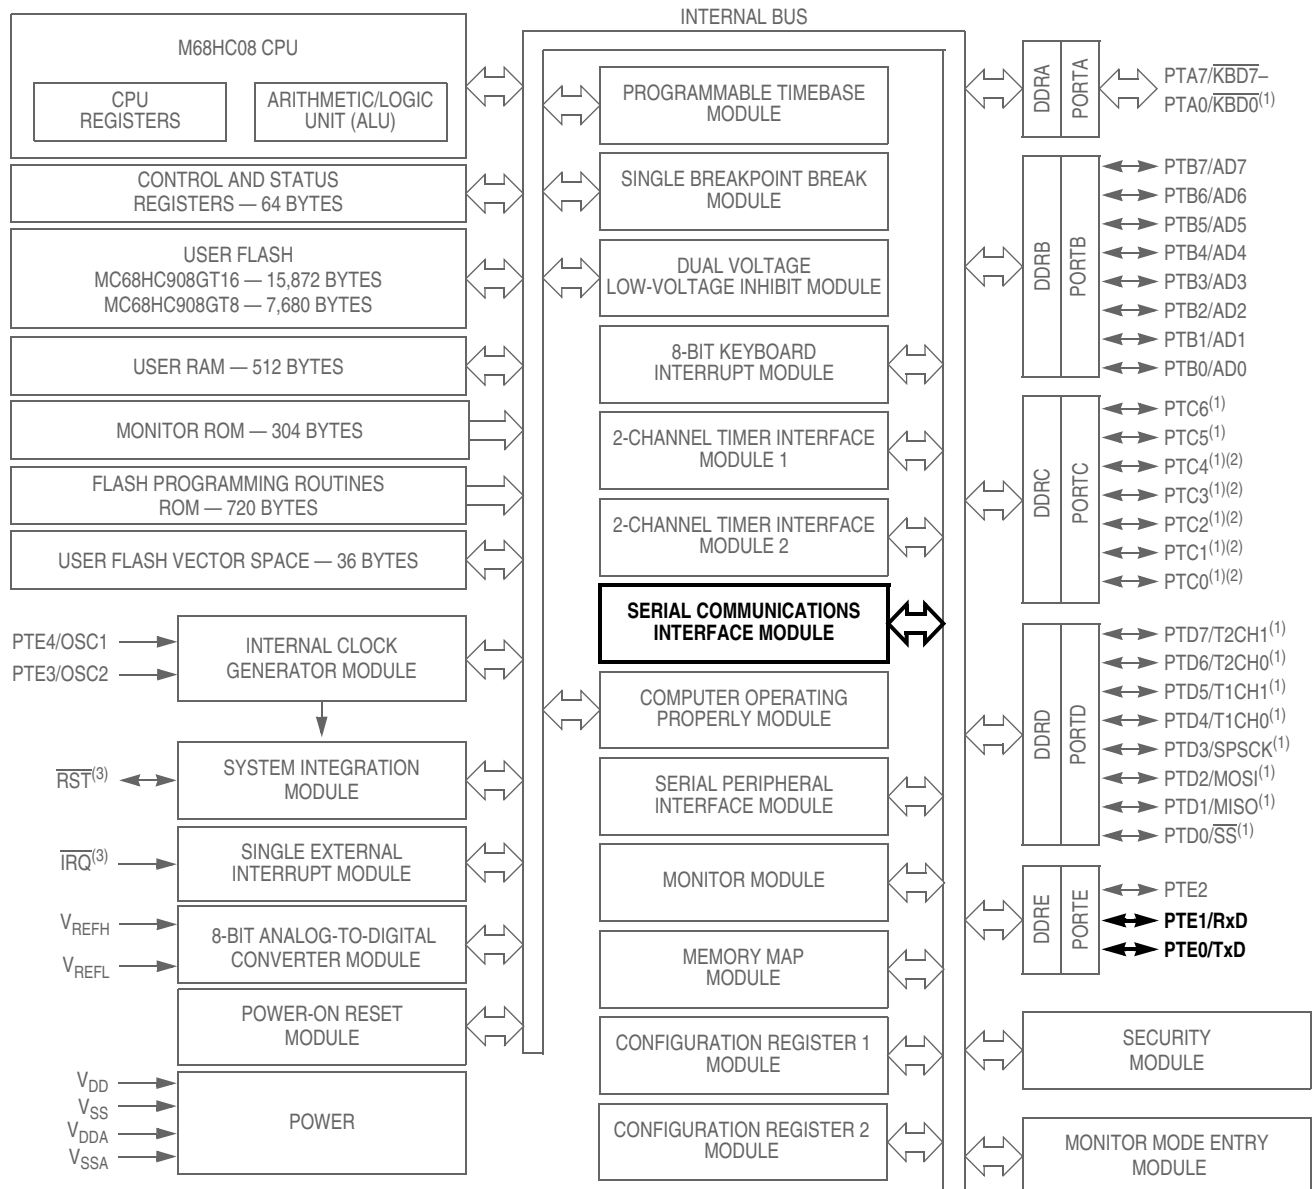 INTERNAL BUS
M68HC08 CPU
CPU
REGISTERS
ARITHMETIC/LOGIC
UNIT (ALU)
CONTROL AND STATUS
REGISTERS — 64 BYTES
USER FLASH
MC68HC908GT16 — 15,872 BYTES
MC68HC908GT8 — 7,680 BYTES
USER RAM — 512 BYTES
MONITOR ROM — 304 BYTES
FLASH PROGRAMMING ROUTINES
ROM — 720 BYTES
USER FLASH VECTOR SPACE — 36 BYTES
PTE4/OSC1
PTE3/OSC2
INTERNAL CLOCK
GENERATOR MODULE
RST(3)
SYSTEM INTEGRATION
MODULE
IRQ(3)
SINGLE EXTERNAL
INTERRUPT MODULE
VREFH
VREFL
8-BIT ANALOG-TO-DIGITAL
CONVERTER MODULE
POWER-ON RESET
MODULE
VDD
VSS
VDDA
VSSA
POWER
PROGRAMMABLE TIMEBASE
MODULE
SINGLE BREAKPOINT BREAK
MODULE
DUAL VOLTAGE
LOW-VOLTAGE INHIBIT MODULE
8-BIT KEYBOARD
INTERRUPT MODULE
2-CHANNEL TIMER INTERFACE
MODULE 1
2-CHANNEL TIMER INTERFACE
MODULE 2
SERIAL COMMUNICATIONS
INTERFACE MODULE
COMPUTER OPERATING
PROPERLY MODULE
SERIAL PERIPHERAL
INTERFACE MODULE
MONITOR MODULE
MEMORY MAP
MODULE
CONFIGURATION REGISTER 1
MODULE
CONFIGURATION REGISTER 2
MODULE
DDRA
PORTA
PTA7/KBD7–
PTA0/KBD0(1)
DDRB
PORTB
PTB7/AD7
PTB6/AD6
PTB5/AD5
PTB4/AD4
PTB3/AD3
PTB2/AD2
PTB1/AD1
PTB0/AD0
DDRC
PORTC
PTC6(1)
PTC5(1)
PTC4(1)(2)
PTC3(1)(2)
PTC2(1)(2)
PTC1(1)(2)
PTC0(1)(2)
DDRD
PORTD
PTD7/T2CH1(1)
PTD6/T2CH0(1)
PTD5/T1CH1(1)
PTD4/T1CH0(1)
PTD3/SPSCK(1)
PTD2/MOSI(1)
PTD1/MISO(1)
PTD0/SS(1)
DDRE
PORTE
PTE2
PTE1/RxD
PTE0/TxD
SECURITY
MODULE
MONITOR MODE ENTRY
MODULE